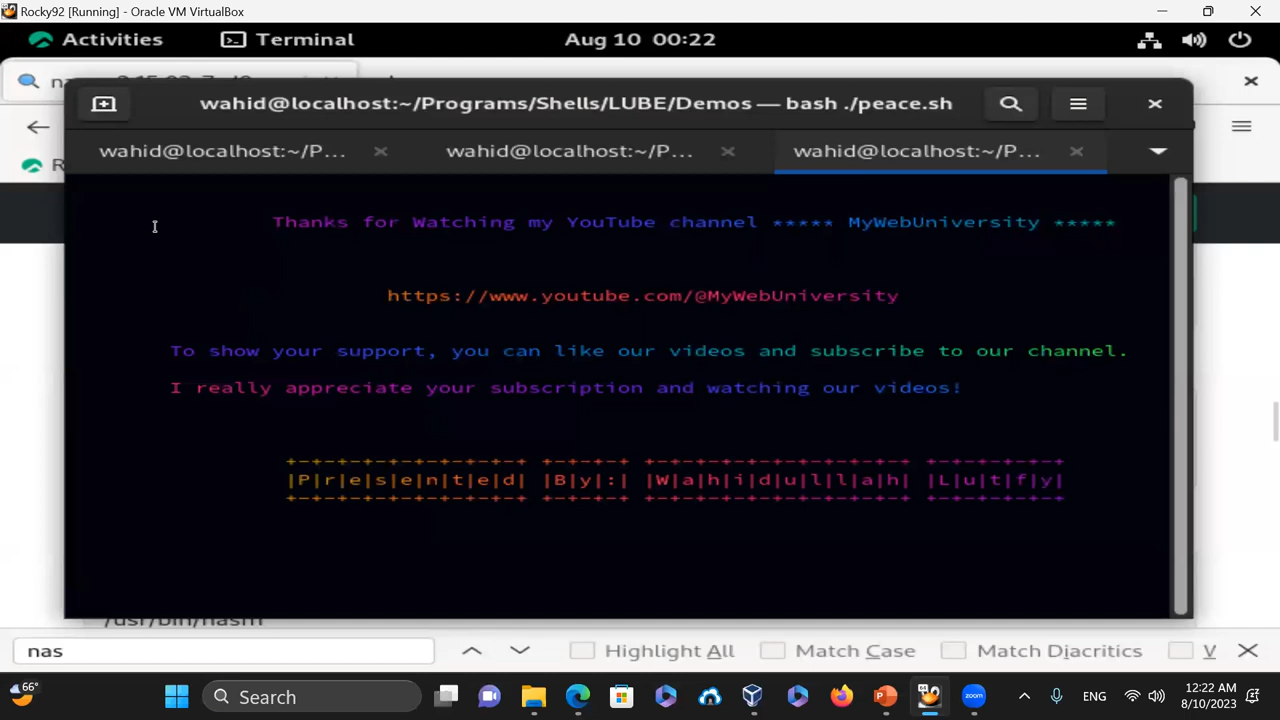 Rocky92 [Running] - Oracle VM VirtualBox
Activities Terminal Aug 10 00:22
wahid@localhost:~/Programs/Shells/LUBE/Demos — bash ./peace.sh
wahid@localhost:~/P... wahid@localhost:~/P... wahid@localhost:~/P...
Thanks for Watching my YouTube channel ***** MyWebUniversity *****
https://www.youtube.com/@MyWebUniversity
To show your support, you can like our videos and subscribe to our channel.
I really appreciate your subscription and watching our videos!
+-+-+-+-+-+-+-+-+-+ +-+-+-+ +-+-+-+-+-+-+-+-+-+-+ +-+-+-+-+-+
|P|r|e|s|e|n|t|e|d| |B|y|:| |W|a|h|i|d|u|l|l|a|h| |L|u|t|f|y|
+-+-+-+-+-+-+-+-+-+ +-+-+-+ +-+-+-+-+-+-+-+-+-+-+ +-+-+-+-+-+
/usr/bin/nasm
nas Highlight All Match Case Match Diacritics V
66° Search zoom ENG 12:22 AM
8/10/2023